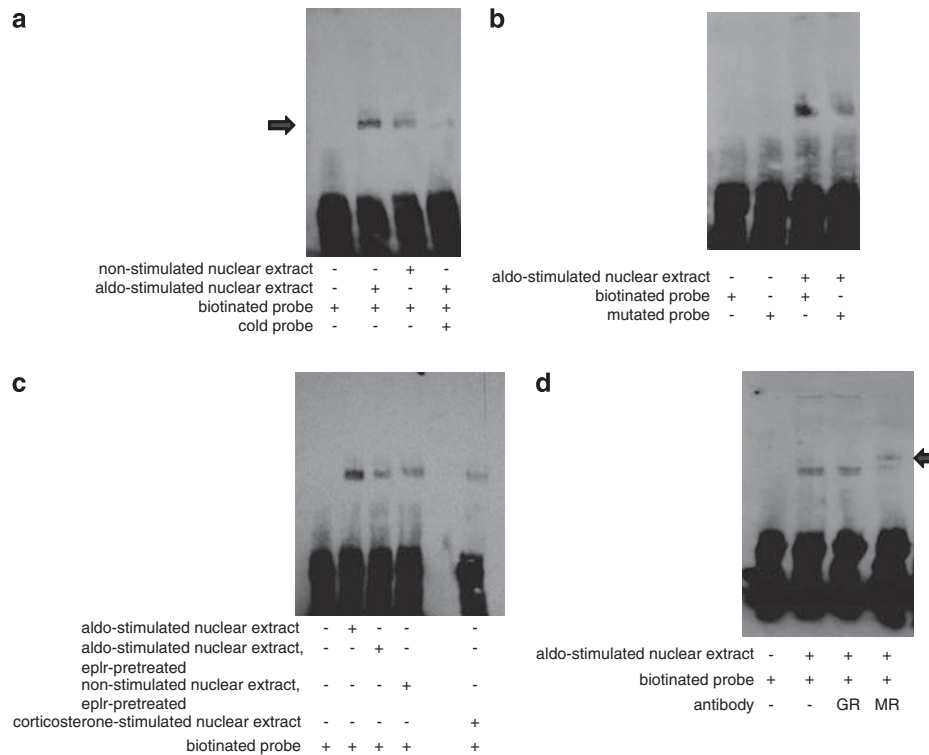 a
non-stimulated nuclear extract - - + -
aldo-stimulated nuclear extract - + - +
biotinated probe + + + +
cold probe - - - +
b
aldo-stimulated nuclear extract - - + +
biotinated probe + - + -
mutated probe - + - +
c
aldo-stimulated nuclear extract - + - - -
aldo-stimulated nuclear extract, - - + - -
eplr-pretreated
non-stimulated nuclear extract, - - - + -
eplr-pretreated
corticosterone-stimulated nuclear extract - - - - +
biotinated probe + + + + +
d
aldo-stimulated nuclear extract - + + +
biotinated probe + + + +
antibody - - GR MR